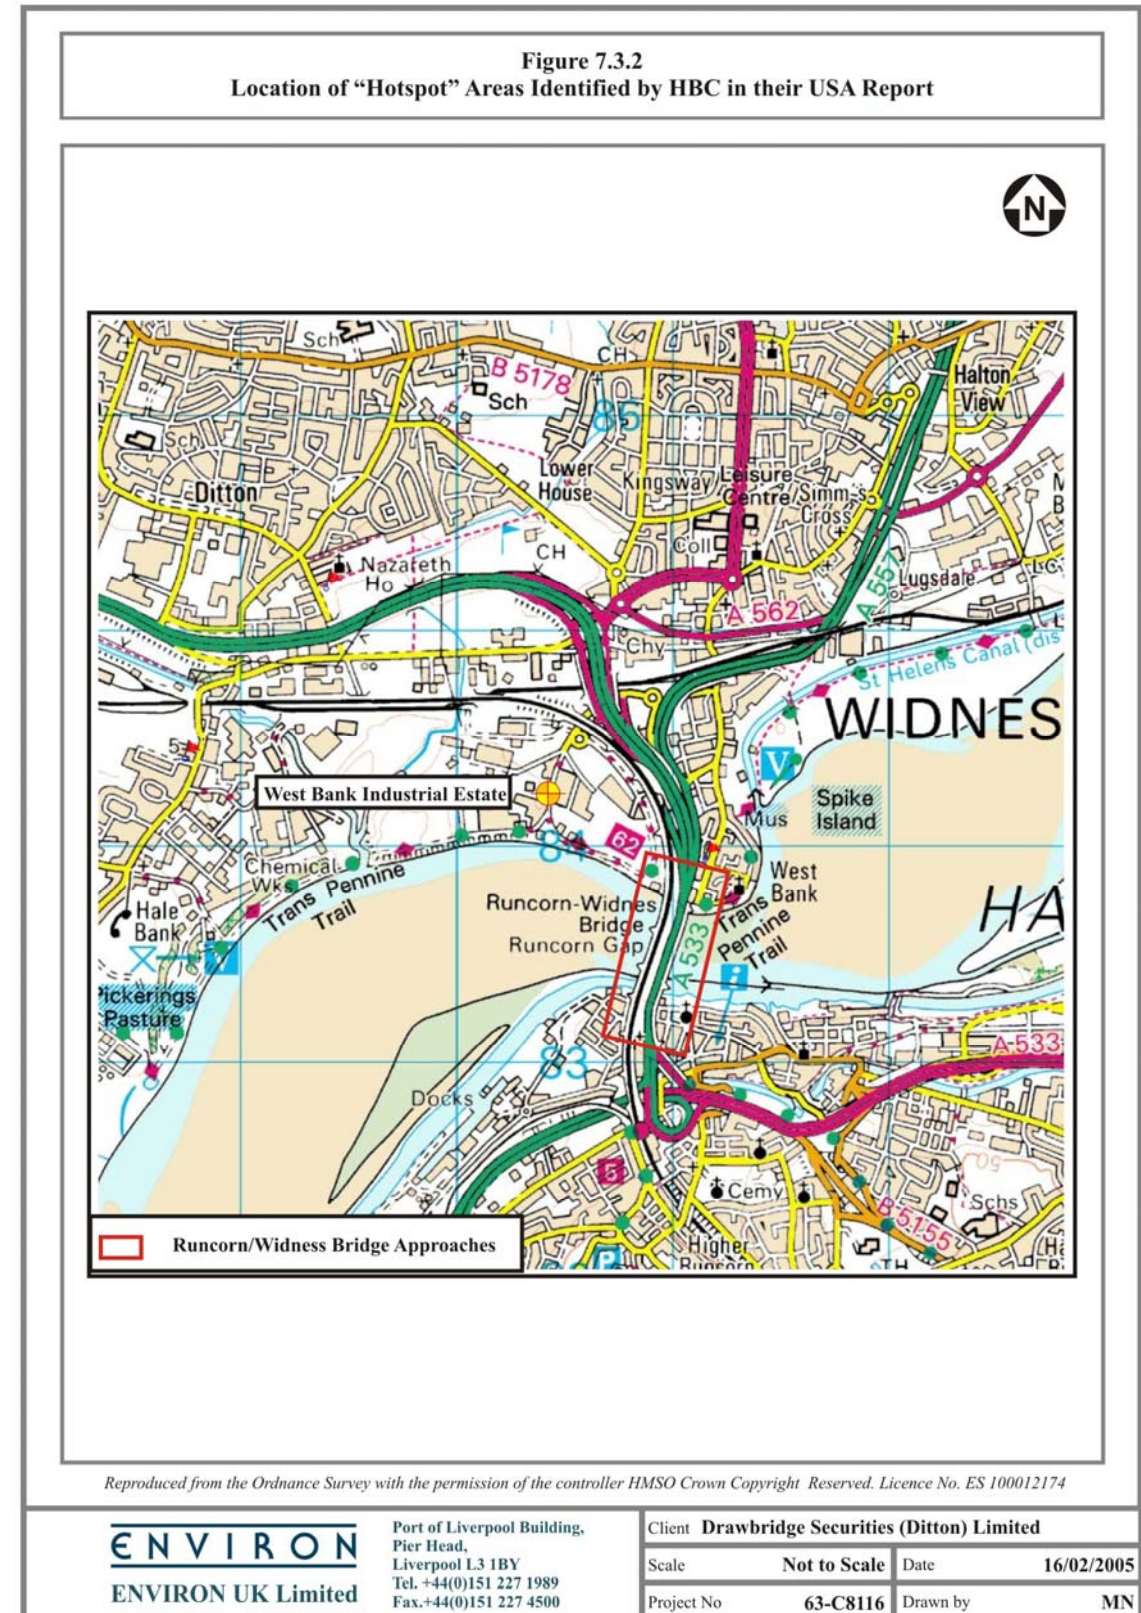 Figure 7.3.2
Location of “Hotspot” Areas Identified by HBC in their USA Report
N
Sch
B 5178
Sch
CH
85
Halton
View
Sch
Ditton
Lower
House
Kingsway
Leisure
Centre
Simm's
Cross
Coll
CH
Nazareth
Ho
Lugsdale
A 557
A 562
Chy
St Helens Canal (dis
WIDNES
5
V
West Bank Industrial Estate
Spike
Island
Mus
84
62
Chemical
Wks
Trans Pennine
Trail
West
Bank
Runcorn-Widnes
Bridge
Runcorn Gap
A 533
Trans
Pennine
Trail
HA
Hale
Bank
V
i
Pickerings
Pasture
83
A 533
Docks
5
50
Cemy
Schs
B 5155
Higher
Runcorn
TH
P
Runcorn/Widness Bridge Approaches
Reproduced from the Ordnance Survey with the permission of the controller HMSO Crown Copyright Reserved. Licence No. ES 100012174
ENVIRON
ENVIRON UK Limited
Port of Liverpool Building,
Pier Head,
Liverpool L3 1BY
Tel. +44(0)151 227 1989
Fax.+44(0)151 227 4500
Client Drawbridge Securities (Ditton) Limited
Scale Not to Scale Date 16/02/2005
Project No 63-C8116 Drawn by MN